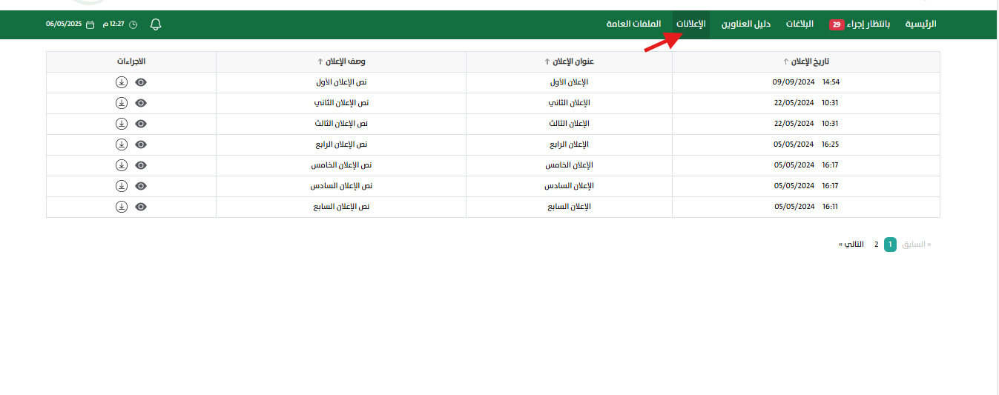 الرئيسية بانتظار إجراء 29 البلاغات دليل العناوين الإعلانات الملفات العامة 12:27 م 06/05/2025
تاريخ الإعلان ↑ عنوان الإعلان ↑ وصف الإعلان ↑ الاجراءات
14:54 09/09/2024 الإعلان الأول نص الإعلان الأول
10:31 22/05/2024 الإعلان الثاني نص الإعلان الثاني
10:31 22/05/2024 الإعلان الثالث نص الإعلان الثالث
16:25 05/05/2024 الإعلان الرابع نص الإعلان الرابع
16:17 05/05/2024 الإعلان الخامس نص الإعلان الخامس
16:17 05/05/2024 الإعلان السادس نص الإعلان السادس
16:11 05/05/2024 الإعلان السابع نص الإعلان السابع
« السابق 1 2 التالي »